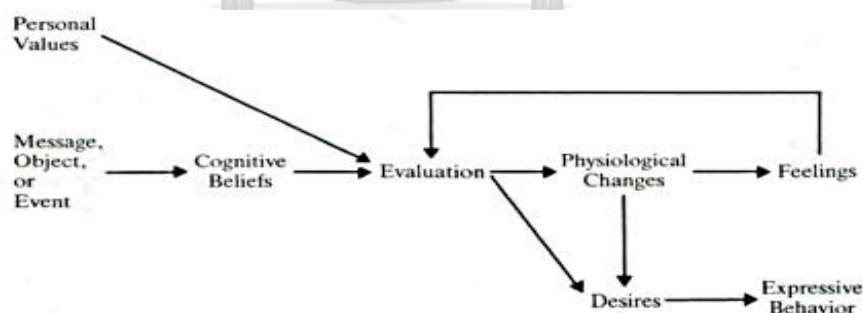 Personal
Values
Message,
Object,
or
Event
Cognitive
Beliefs
Evaluation
Physiological
Changes
Feelings
Desires
Expressive
Behavior